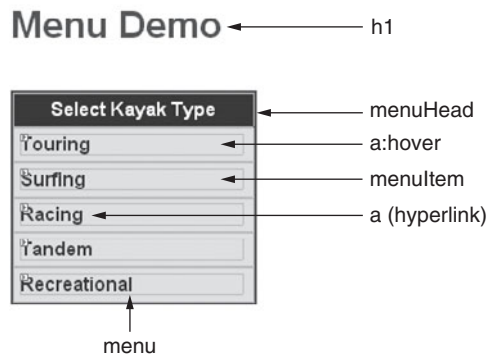 Menu Demo h1
Select Kayak Type menuHead
Touring a:hover
Surfing menuItem
Racing a (hyperlink)
Tandem
Recreational
menu